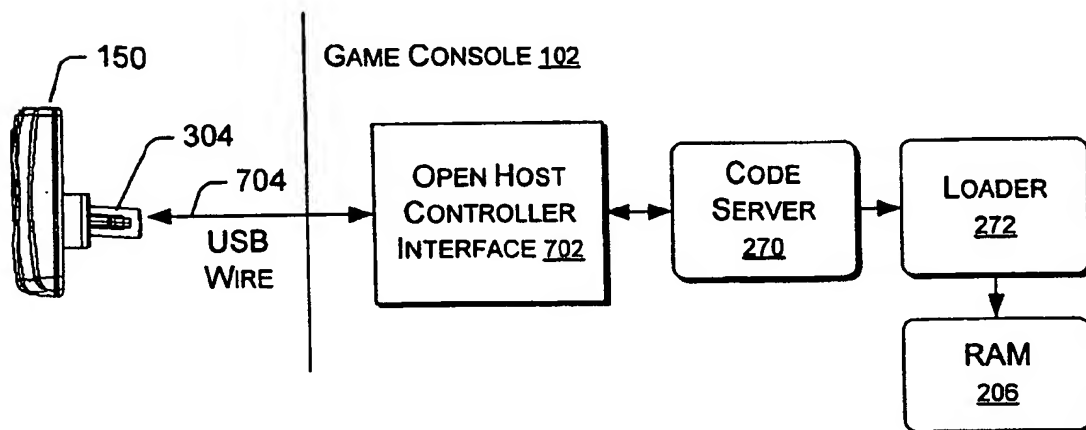 150
304
704
USB
WIRE
GAME CONSOLE 102
OPEN HOST
CONTROLLER
INTERFACE 702
CODE
SERVER
270
LOADER
272
RAM
206